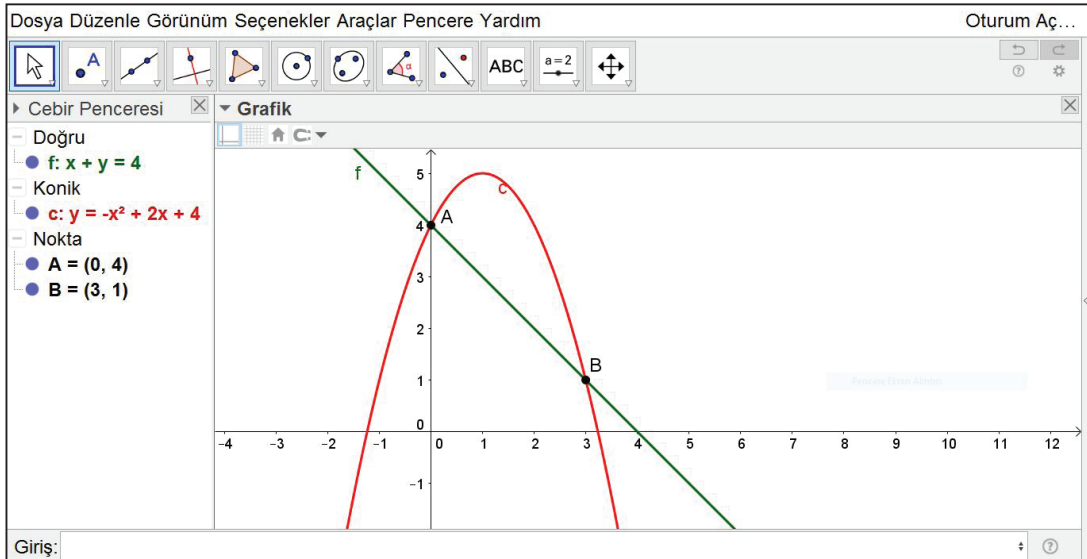 Dosya Düzenle Görünüm Seçenekler Araçlar Pencere Yardım Oturum Aç...
A α ABC a = 2
Cebir Penceresi
Grafik
Doğru
f: x + y = 4
Konik
c: y = -x² + 2x + 4
Nokta
A = (0, 4)
B = (3, 1)
f
c
A
B
5
4
3
2
1
0
-1
-4 -3 -2 -1 0 1 2 3 4 5 6 7 8 9 10 11 12
Giriş: